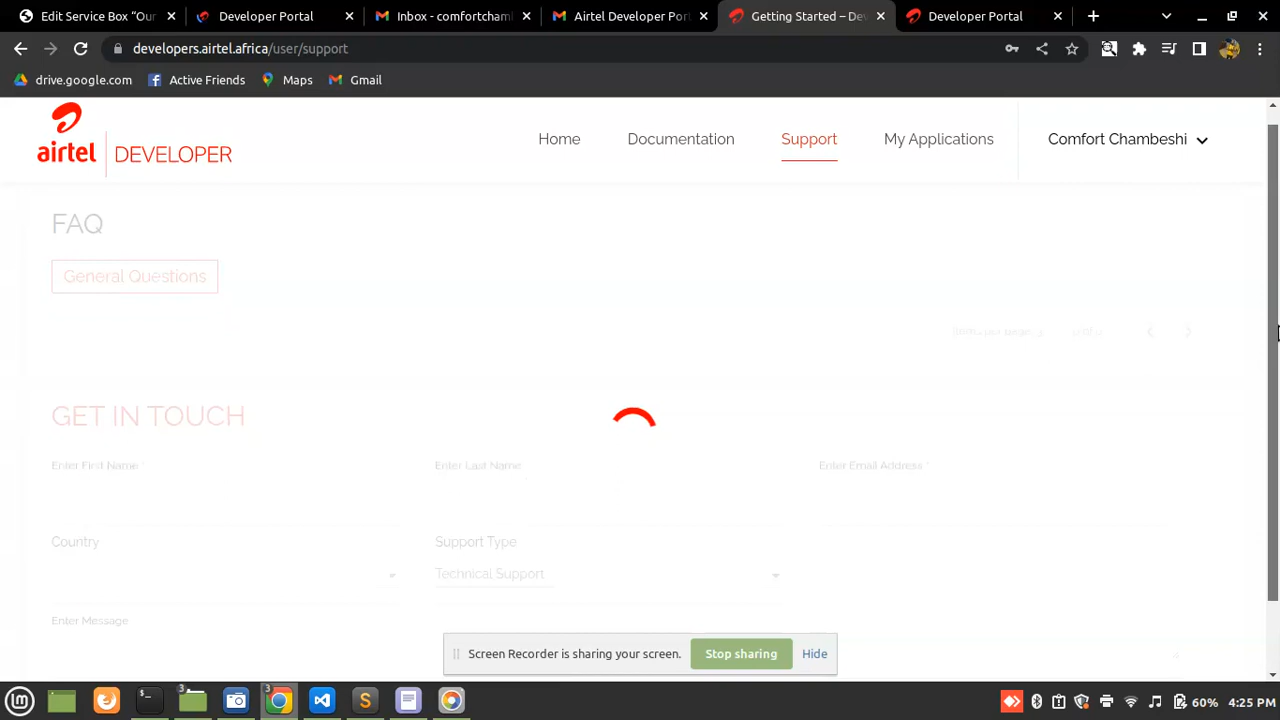 Edit Service Box “Our
Developer Portal
Inbox - comfortcham
Airtel Developer Por
Getting Started – Dev
Developer Portal
developers.airtel.africa/user/support
drive.google.com
Active Friends
Maps
Gmail
airtel DEVELOPER
Home
Documentation
Support
My Applications
Comfort Chambeshi
FAQ
General Questions
GET IN TOUCH
Enter First Name *
Enter Last Name
Enter Email Address *
Country
Support Type
Technical Support
Enter Message
Screen Recorder is sharing your screen.
Stop sharing
Hide
3
3
60%
4:25 PM